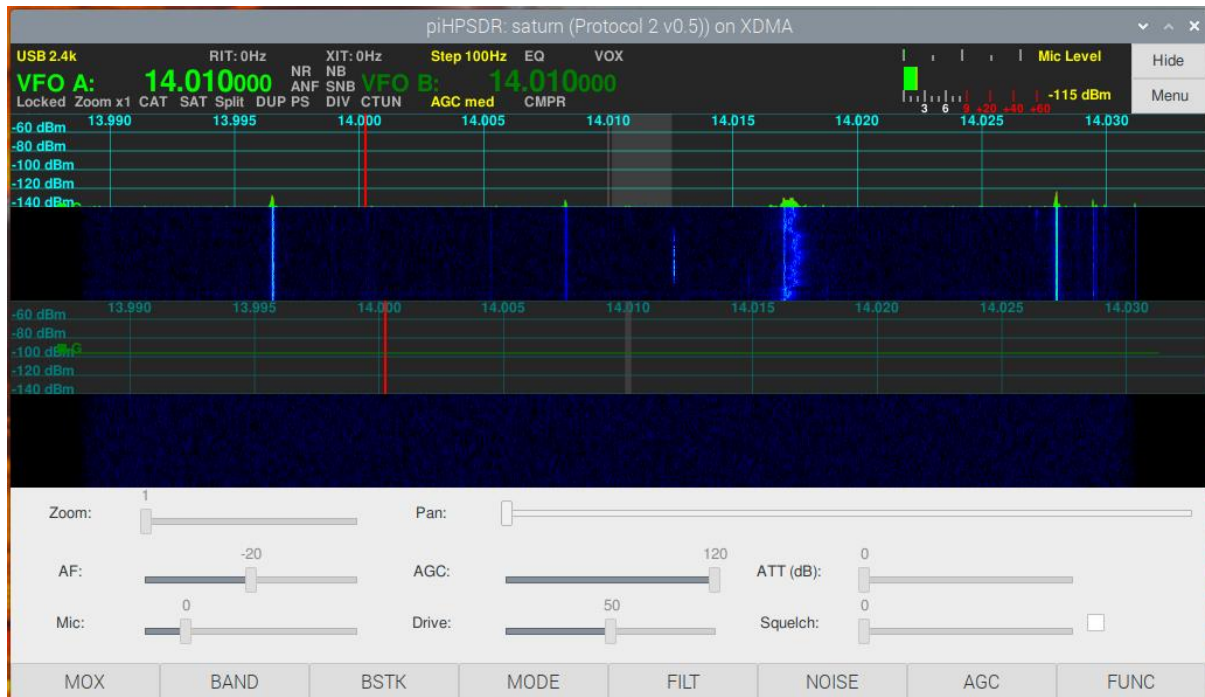 piHPSDR: saturn (Protocol 2 v0.5)) on XDMA
USB 2.4k RIT: 0Hz XIT: 0Hz Step 100Hz EQ VOX Mic Level Hide
VFO A: 14.010000 NR NB VFO B: 14.010000
ANF SNB
Locked Zoom x1 CAT SAT Split DUP PS DIV CTUN AGC med CMPR
3 6 9 +20 +40 +60 -115 dBm Menu
13.990 13.995 14.000 14.005 14.010 14.015 14.020 14.025 14.030
-60 dBm
-80 dBm
-100 dBm
-120 dBm
-140 dBm
13.990 13.995 14.000 14.005 14.010 14.015 14.020 14.025 14.030
-60 dBm
-80 dBm
-100 dBm G
-120 dBm
-140 dBm
Zoom: 1 Pan:
AF: -20 AGC: 120 ATT (dB): 0
Mic: 0 Drive: 50 Squelch: 0
MOX BAND BSTK MODE FILT NOISE AGC FUNC